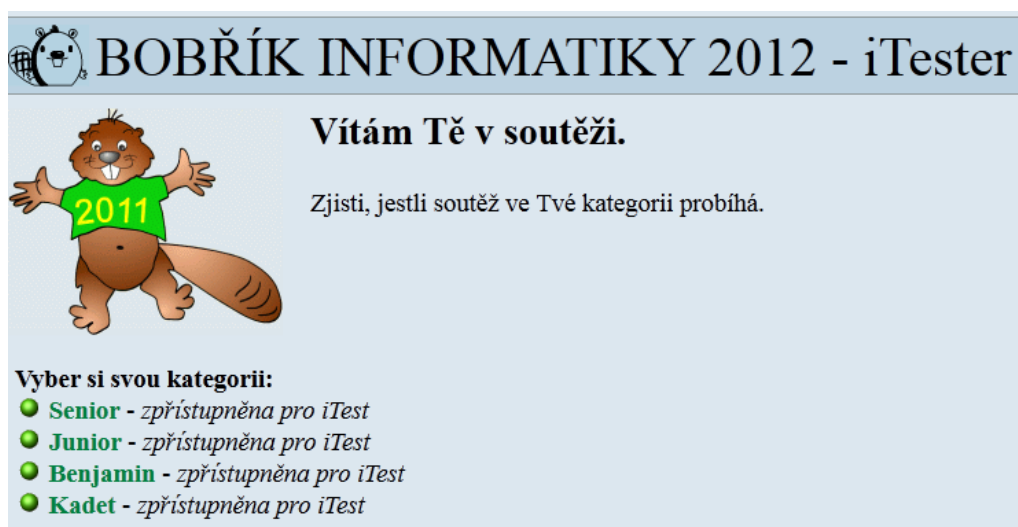 BOBŘÍK INFORMATIKY 2012 - iTester
Vítám Tě v soutěži.
2011
Zjisti, jestli soutěž ve Tvé kategorii probíhá.
Vyber si svou kategorii:
Senior - zpřístupněna pro iTest
Junior - zpřístupněna pro iTest
Benjamin - zpřístupněna pro iTest
Kadet - zpřístupněna pro iTest